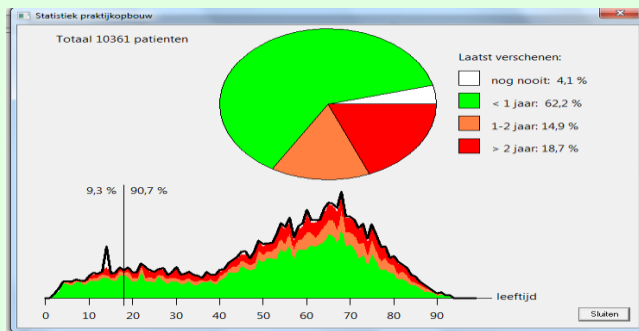 Statistiek praktijkopbouw
Totaal 10361 patienten
Laatst verschenen:
nog nooit: 4,1 %
< 1 jaar: 62,2 %
1-2 jaar: 14,9 %
> 2 jaar: 18,7 %
9,3 % 90,7 %
leeftijd
0 10 20 30 40 50 60 70 80 90
Sluiten